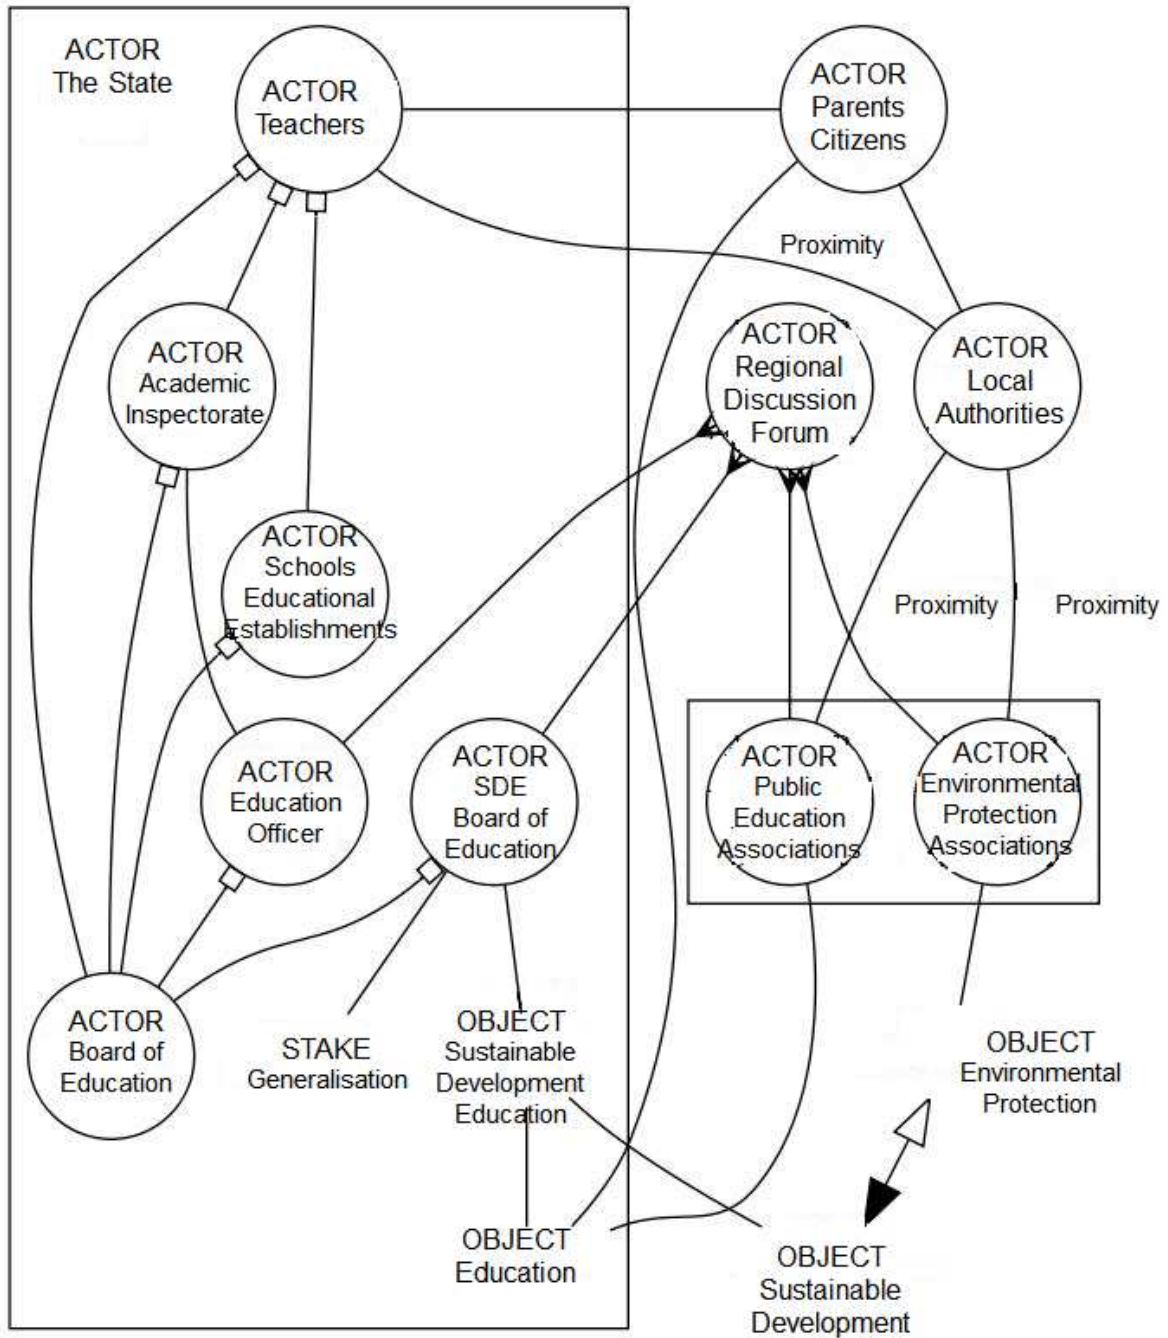 ACTOR
The State
ACTOR
Teachers
ACTOR
Parents
Citizens
Proximity
ACTOR
Academic
Inspectorate
ACTOR
Regional
Discussion
Forum
ACTOR
Local
Authorities
ACTOR
Schools
Educational
Establishments
Proximity
Proximity
ACTOR
Education
Officer
ACTOR
SDE
Board of
Education
ACTOR
Public
Education
Associations
ACTOR
Environmental
Protection
Associations
ACTOR
Board of
Education
STAKE
Generalisation
OBJECT
Sustainable
Development
Education
OBJECT
Environmental
Protection
OBJECT
Education
OBJECT
Sustainable
Development